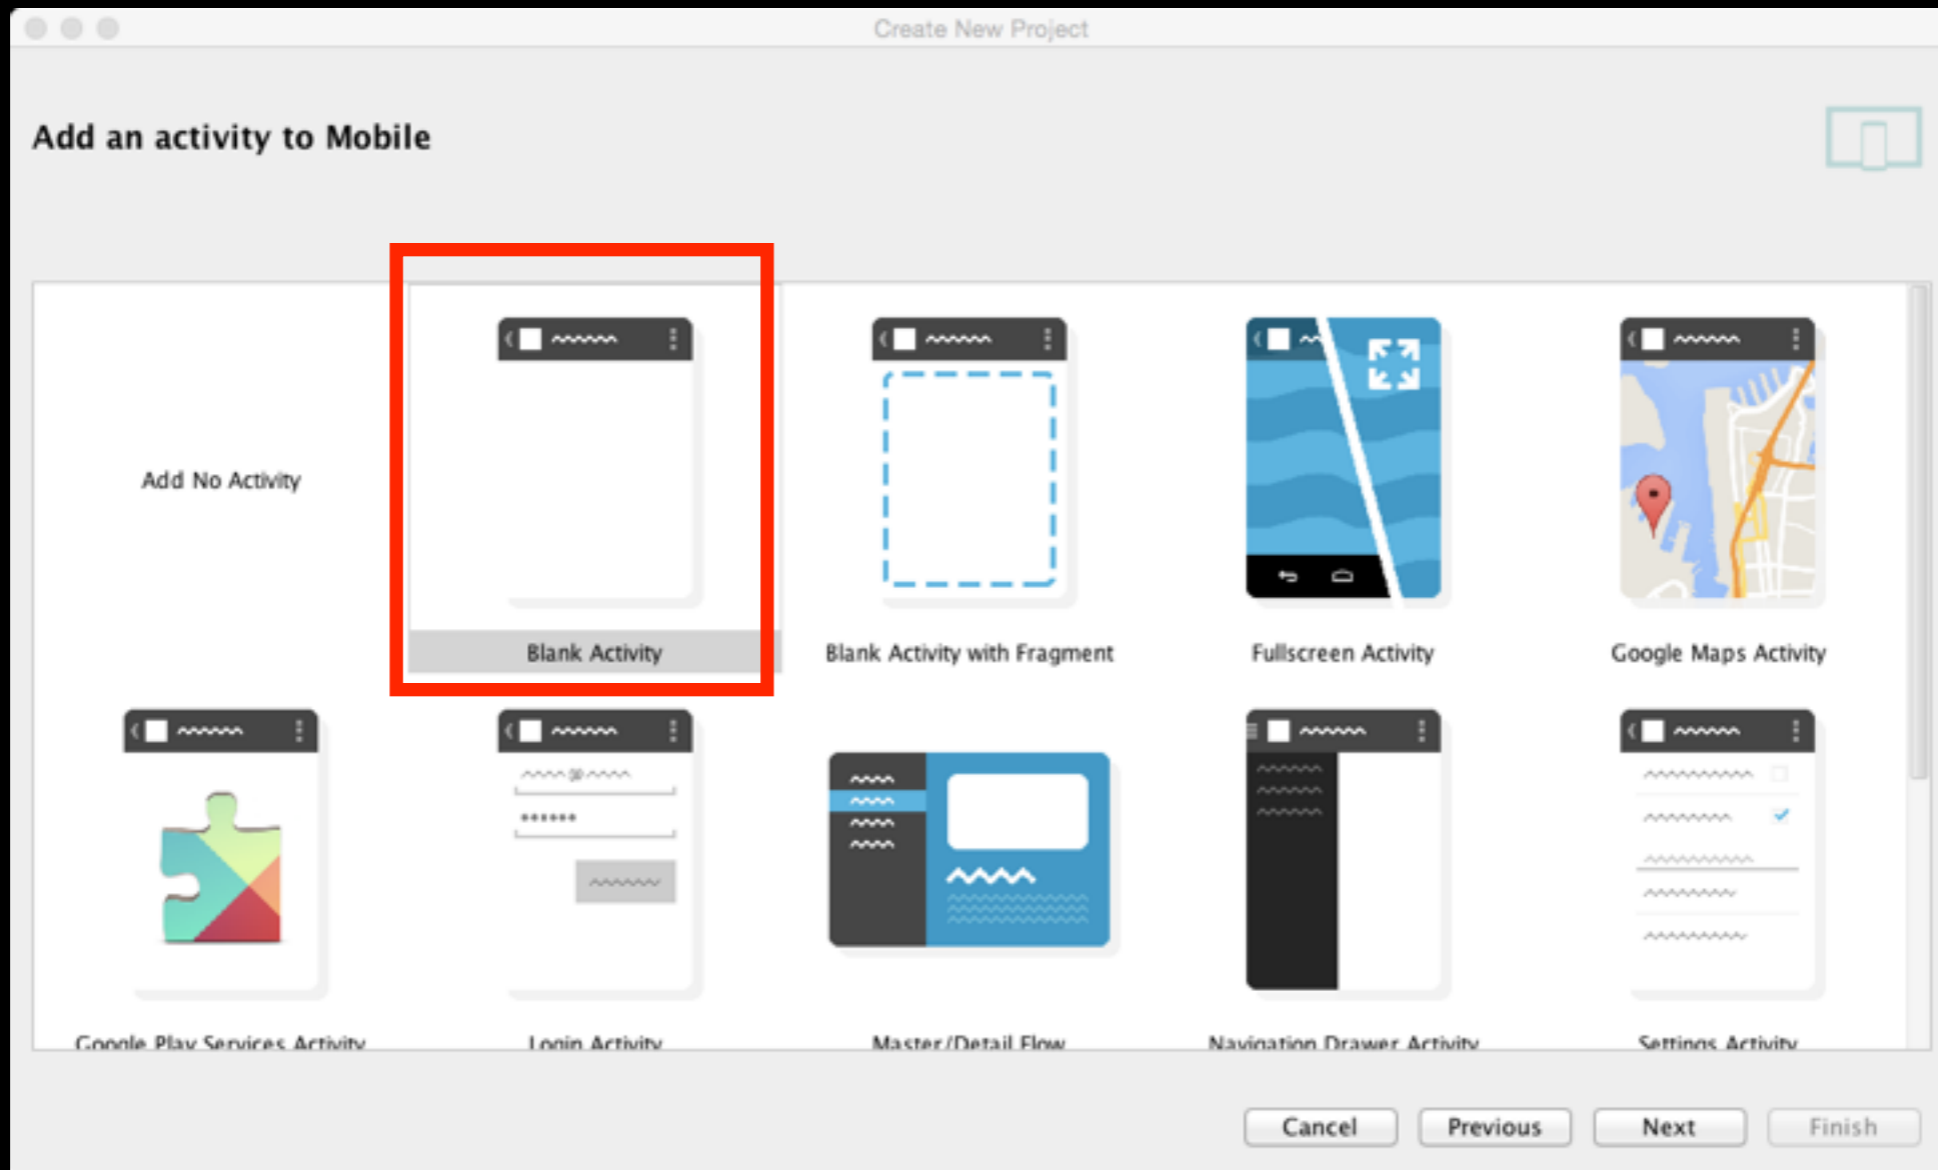 Create New Project
Add an activity to Mobile
Add No Activity
Blank Activity
Blank Activity with Fragment
Fullscreen Activity
Google Maps Activity
Google Play Services Activity
Login Activity
Master/Detail Flow
Navigation Drawer Activity
Settings Activity
Cancel
Previous
Next
Finish